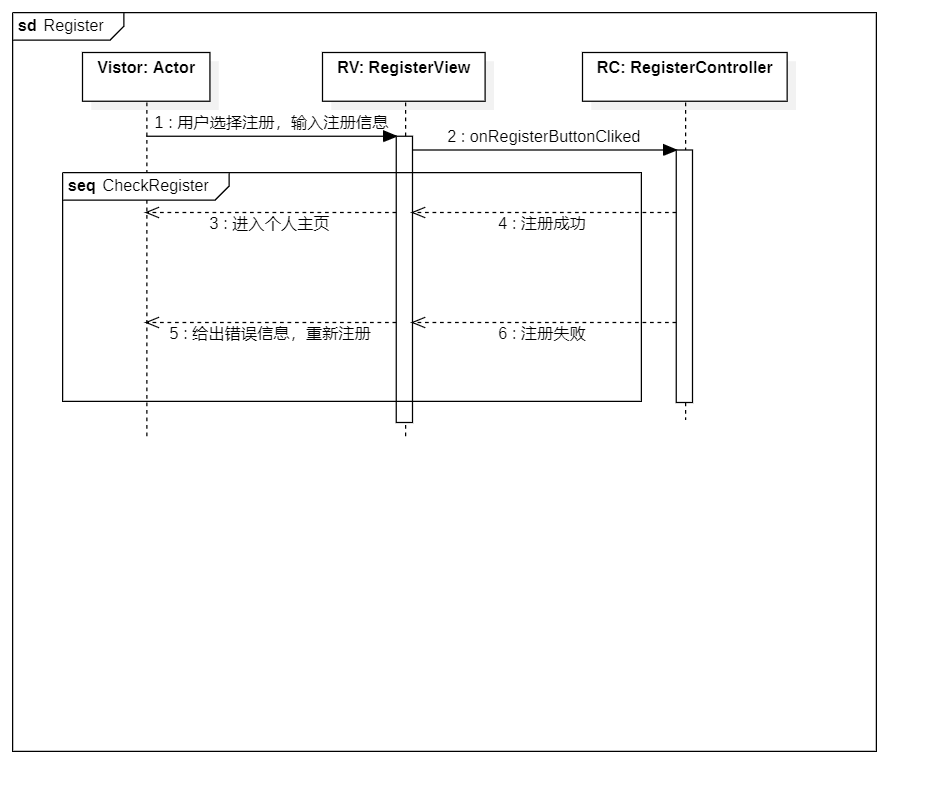 sd Register
Vistor: Actor
RV: RegisterView
RC: RegisterController
1 : 用户选择注册，输入注册信息
2 : onRegisterButtonCliked
seq CheckRegister
3 : 进入个人主页
4 : 注册成功
5 : 给出错误信息，重新注册
6 : 注册失败